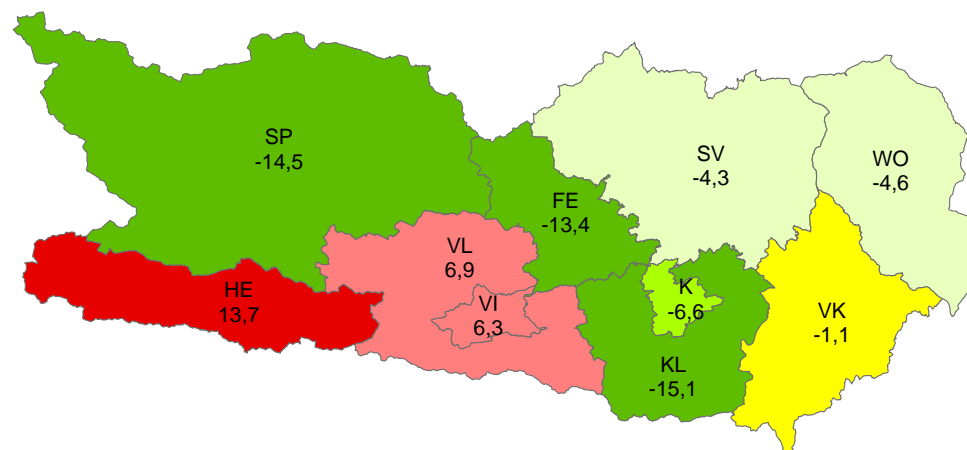 SP
-14,5
SV
-4,3
WO
-4,6
FE
-13,4
VL
6,9
HE
13,7
VI
6,3
K
-6,6
VK
-1,1
KL
-15,1